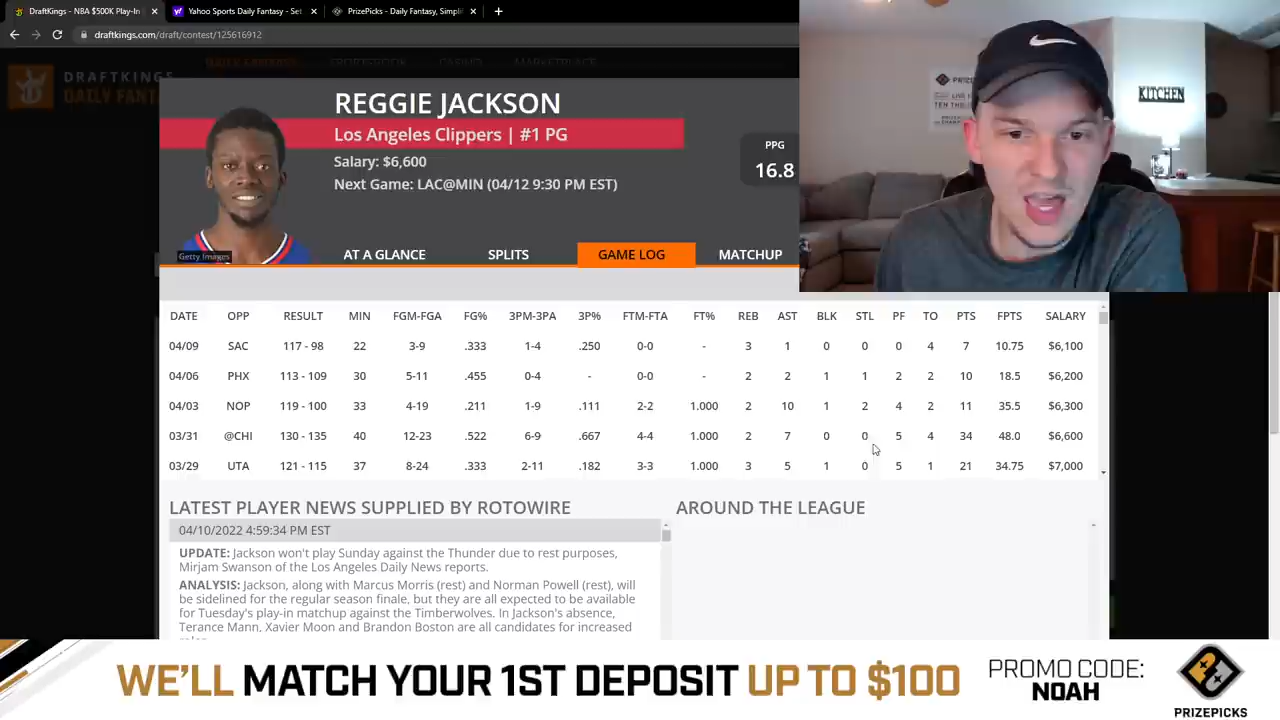 DraftKings - NBA $500K Play-In
Yahoo Sports Daily Fantasy - Set
PrizePicks - Daily Fantasy, Simpli
draftkings.com/draft/contest/125616912
DRAFTKINGS
DAILY FANTASY SPORTSBOOK CASINO MARKETPLACE
REGGIE JACKSON
Los Angeles Clippers | #1 PG
Salary: $6,600
Next Game: LAC@MIN (04/12 9:30 PM EST)
PPG
16.8
KITCHEN
Getty Images
AT A GLANCE SPLITS GAME LOG MATCHUP
DATE OPP RESULT MIN FGM-FGA FG% 3PM-3PA 3P% FTM-FTA FT% REB AST BLK STL PF TO PTS FPTS SALARY
04/09 SAC 117 - 98 22 3-9 .333 1-4 .250 0-0 - 3 1 0 0 0 4 7 10.75 $6,100
04/06 PHX 113 - 109 30 5-11 .455 0-4 - 0-0 - 2 2 1 1 2 2 10 18.5 $6,200
04/03 NOP 119 - 100 33 4-19 .211 1-9 .111 2-2 1.000 2 10 1 2 4 2 11 35.5 $6,300
03/31 @CHI 130 - 135 40 12-23 .522 6-9 .667 4-4 1.000 2 7 0 0 5 4 34 48.0 $6,600
03/29 UTA 121 - 115 37 8-24 .333 2-11 .182 3-3 1.000 3 5 1 0 5 1 21 34.75 $7,000
LATEST PLAYER NEWS SUPPLIED BY ROTOWIRE
AROUND THE LEAGUE
04/10/2022 4:59:34 PM EST
UPDATE: Jackson won't play Sunday against the Thunder due to rest purposes,
Mirjam Swanson of the Los Angeles Daily News reports.
ANALYSIS: Jackson, along with Marcus Morris (rest) and Norman Powell (rest), will
be sidelined for the regular season finale, but they are all expected to be available
for Tuesday's play-in matchup against the Timberwolves. In Jackson's absence,
Terance Mann, Xavier Moon and Brandon Boston are all candidates for increased
WE'LL MATCH YOUR 1ST DEPOSIT UP TO $100
PROMO CODE:
NOAH
PRIZEPICKS